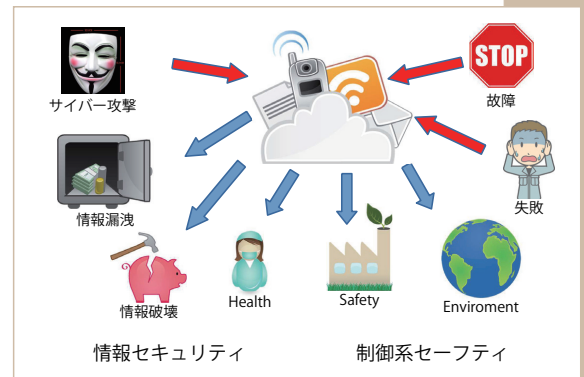 サイバー攻撃
STOP
故障
情報漏洩
失敗
情報破壊
Health
Safety
Enviroment
情報セキュリティ
制御系セーフティ